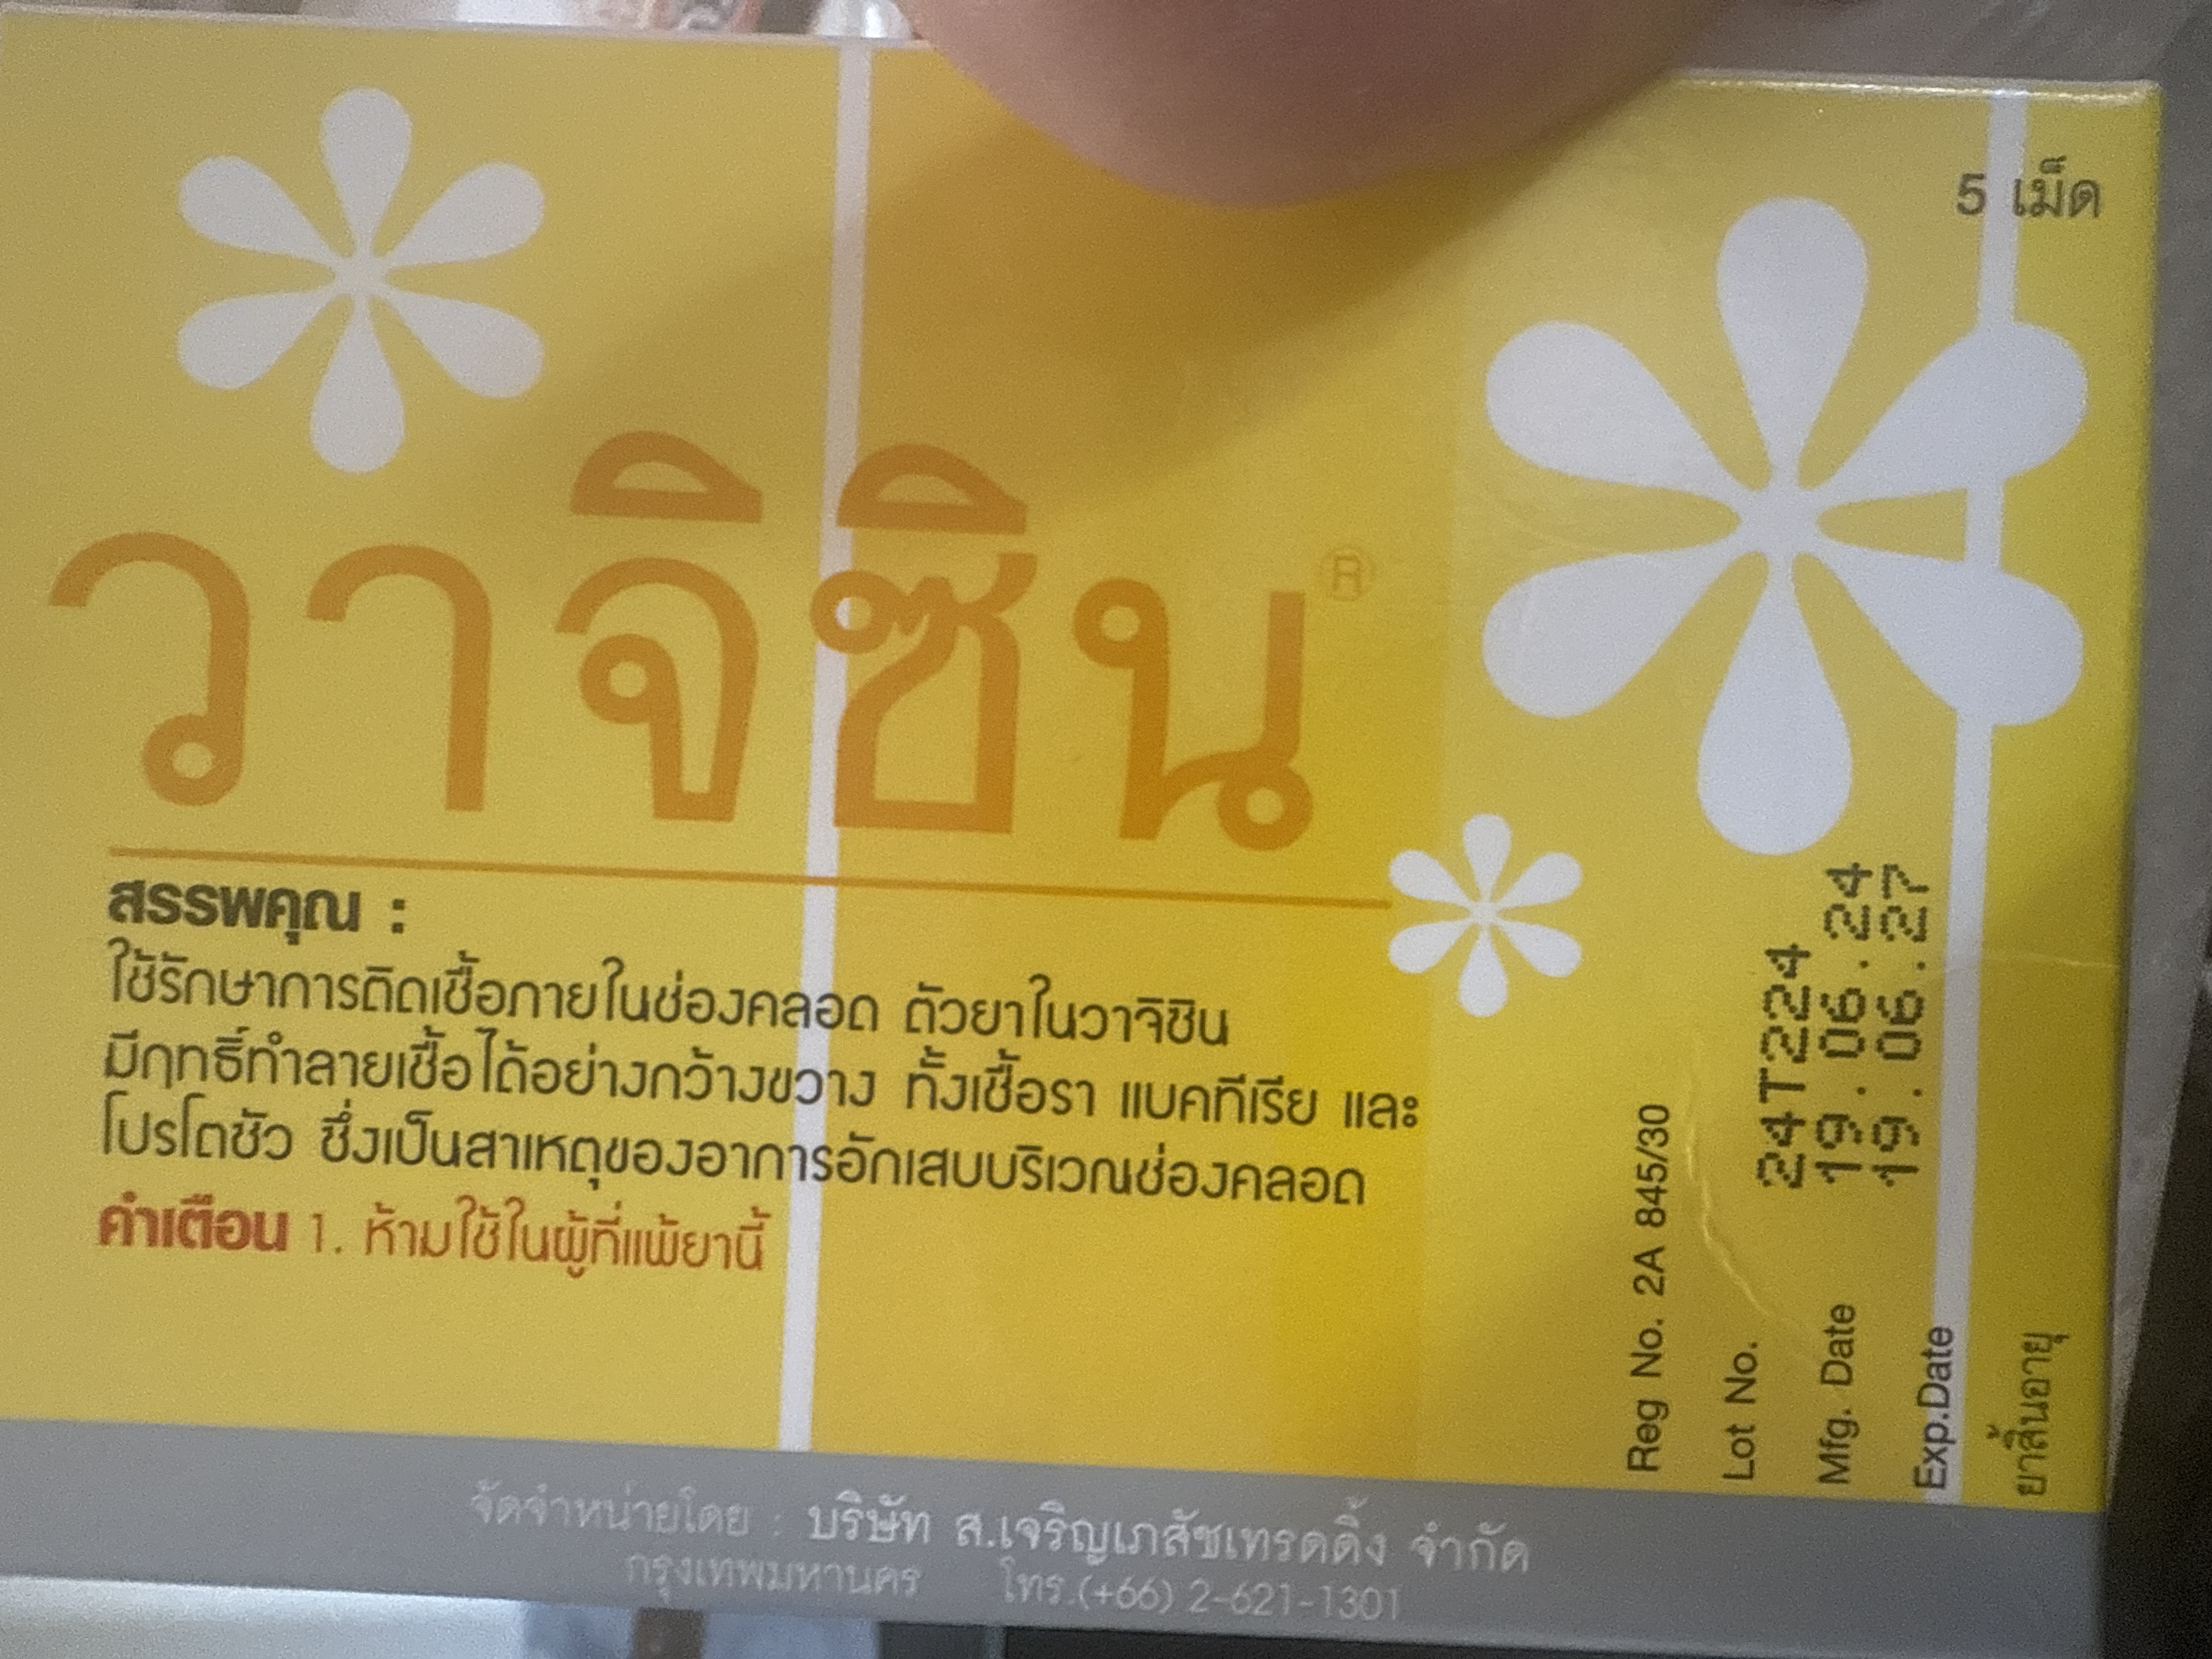 5 เม็ด
วาจิซิน®
สรรพคุณ :
ใช้รักษาการติดเชื้อภายในช่องคลอด ตัวยาในวาจิซิน
มีฤทธิ์ทำลายเชื้อได้อย่างกว้างขวาง ทั้งเชื้อรา แบคทีเรีย และ
โปรโตซัว ซึ่งเป็นสาเหตุของอาการอักเสบบริเวณช่องคลอด
คำเตือน 1. ห้ามใช้ในผู้ที่แพ้ยานี้
Reg No. 2A 845/30
Lot No. 24T224
Mfg. Date 19.06.24
Exp.Date 19.06.27
ยาสิ้นอายุ
จัดจำหน่ายโดย : บริษัท ส.เจริญเภสัชเทรดดิ้ง จำกัด
กรุงเทพมหานคร โทร.(+66) 2-621-1301